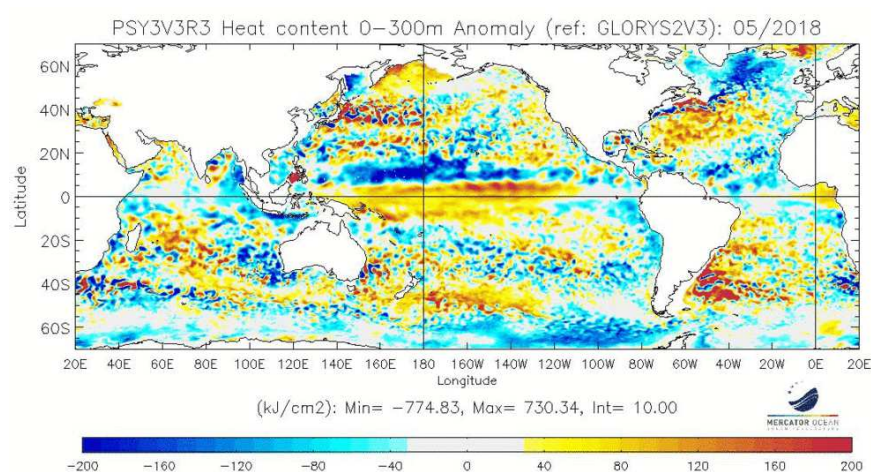 PSY3V3R3 Heat content 0-300m Anomaly (ref: GLORYS2V3): 05/2018
60N
40N
20N
0
20S
40S
60S
Latitude
20E 40E 60E 80E 100E 120E 140E 160E 180 160W 140W 120W 100W 80W 60W 40W 20W 0E 20E
Longitude
(kJ/cm2): Min= -774.83, Max= 730.34, Int= 10.00
MERCATOR OCEAN
-200 -160 -120 -80 -40 0 40 80 120 160 200